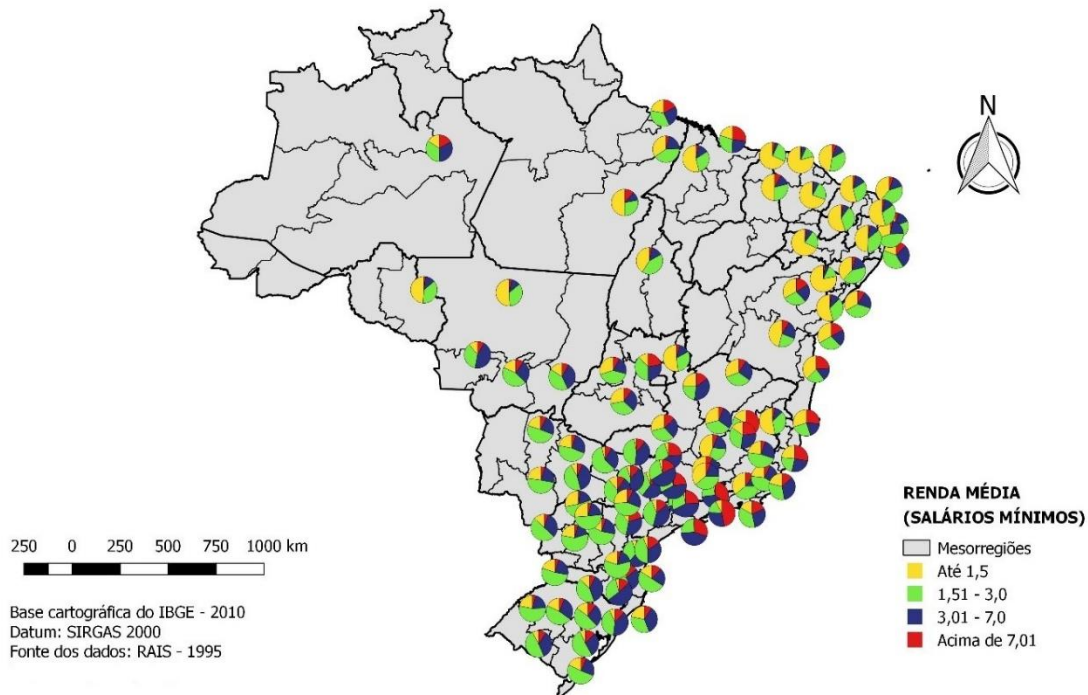 N
RENDA MÉDIA
(SALÁRIOS MÍNIMOS)
Mesorregiões
Até 1,5
1,51 - 3,0
3,01 - 7,0
Acima de 7,01
250 0 250 500 750 1000 km
Base cartográfica do IBGE - 2010
Datum: SIRGAS 2000
Fonte dos dados: RAIS - 1995